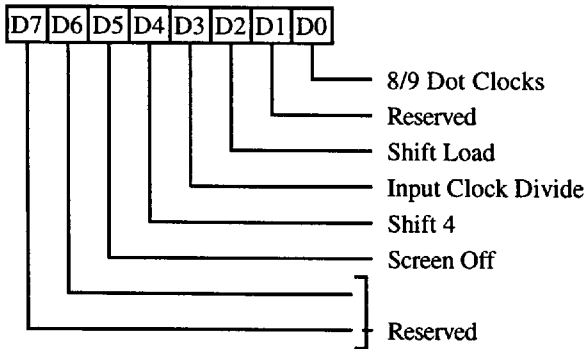 D7 D6 D5 D4 D3 D2 D1 D0
8/9 Dot Clocks
Reserved
Shift Load
Input Clock Divide
Shift 4
Screen Off
Reserved